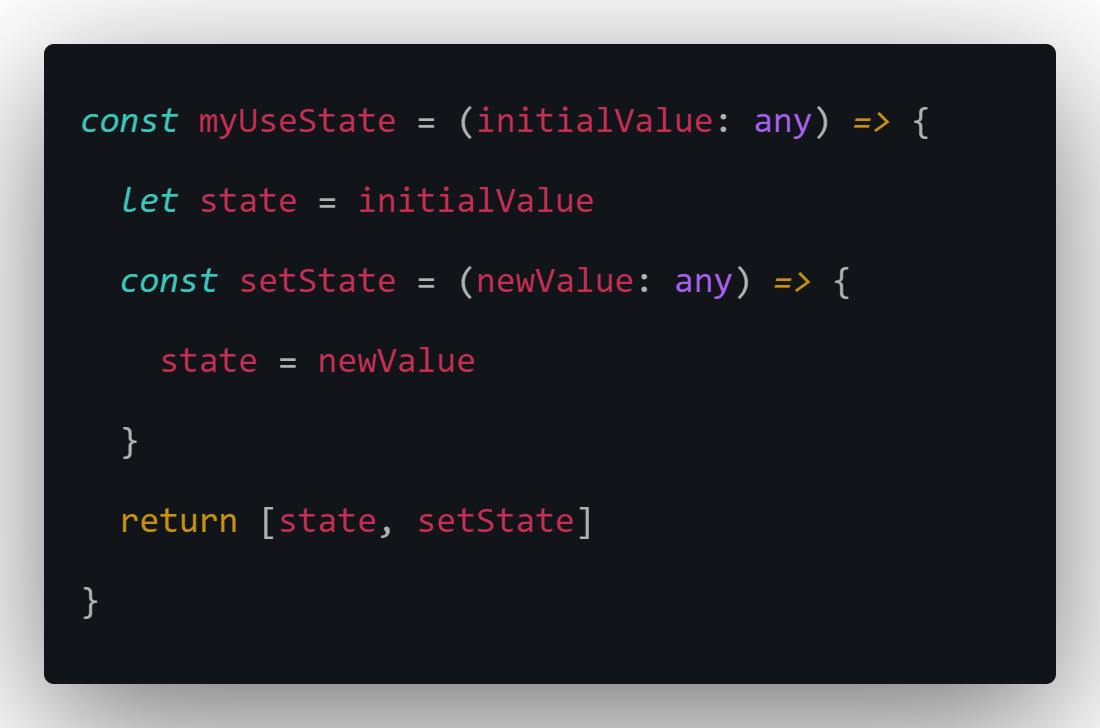 const myUseState = (initialValue: any) => {
  let state = initialValue
  const setState = (newValue: any) => {
    state = newValue
  }
  return [state, setState]
}